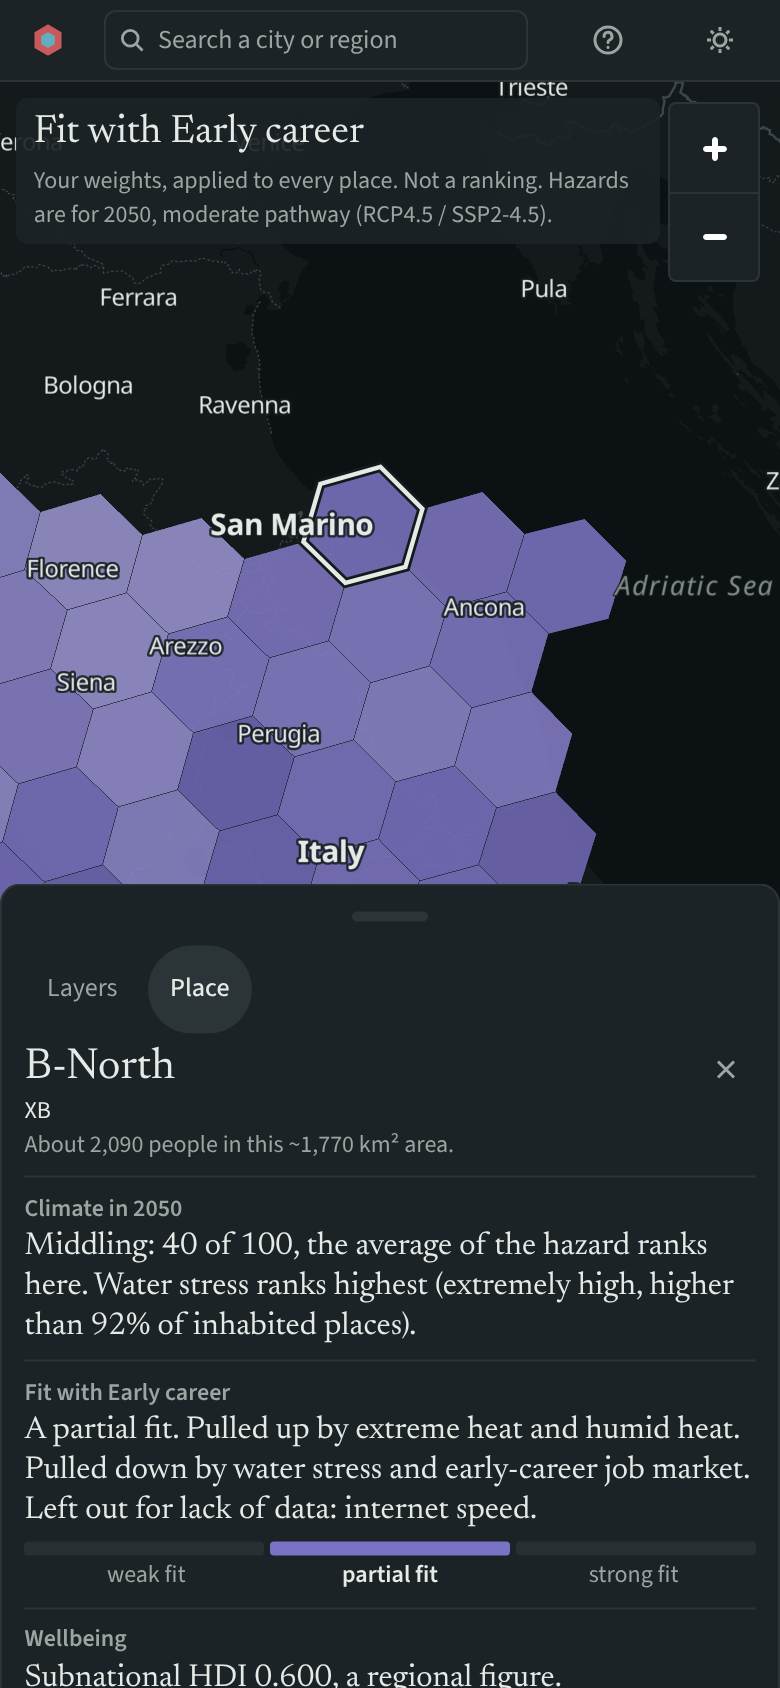 Search a city or region
Trieste
Fit with Early career
Your weights, applied to every place. Not a ranking. Hazards
are for 2050, moderate pathway (RCP4.5 / SSP2-4.5).
+
−
Ferrara
Pula
Bologna
Ravenna
Z
San Marino
Florence
Adriatic Sea
Ancona
Arezzo
Siena
Perugia
Italy
Layers
Place
B-North
×
XB
About 2,090 people in this ~1,770 km² area.
Climate in 2050
Middling: 40 of 100, the average of the hazard ranks
here. Water stress ranks highest (extremely high, higher
than 92% of inhabited places).
Fit with Early career
A partial fit. Pulled up by extreme heat and humid heat.
Pulled down by water stress and early-career job market.
Left out for lack of data: internet speed.
weak fit
partial fit
strong fit
Wellbeing
Subnational HDI 0.600, a regional figure.